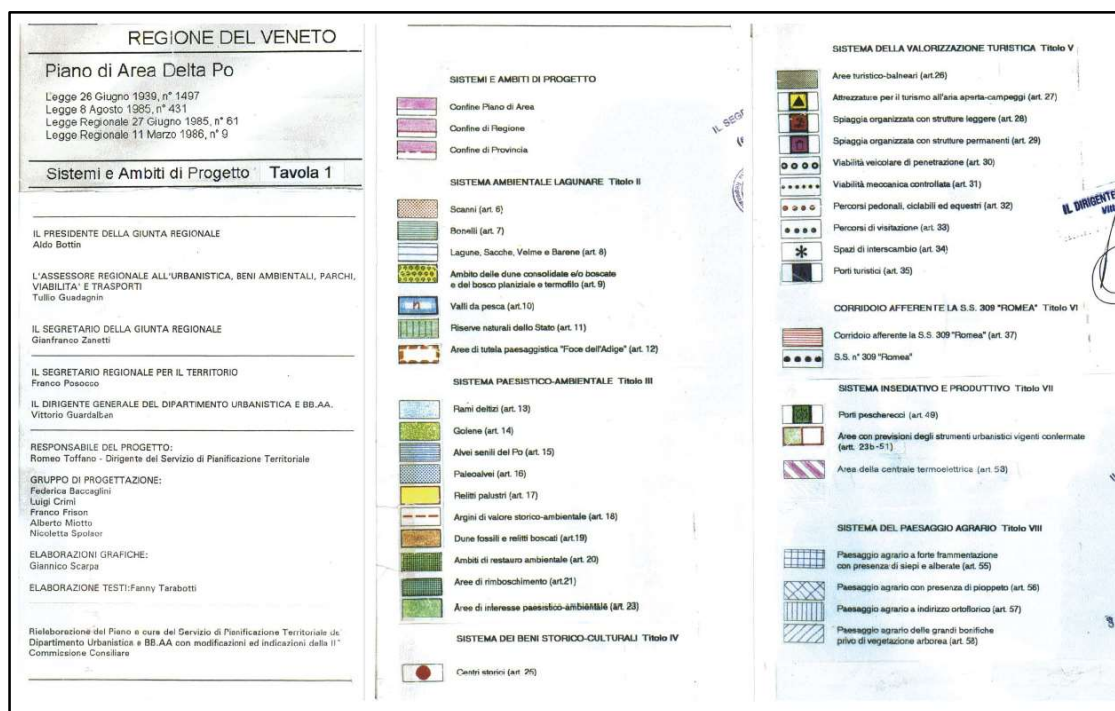 REGIONE DEL VENETO
Piano di Area Delta Po
Legge 26 Giugno 1939, n° 1497
Legge 8 Agosto 1985, n° 431
Legge Regionale 27 Giugno 1985, n° 61
Legge Regionale 11 Marzo 1986, n° 9
Sistemi e Ambiti di Progetto Tavola 1
IL PRESIDENTE DELLA GIUNTA REGIONALE
Aldo Bottin
L'ASSESSORE REGIONALE ALL'URBANISTICA, BENI AMBIENTALI, PARCHI,
VIABILITA' E TRASPORTI
Tullio Guadagnin
IL SEGRETARIO DELLA GIUNTA REGIONALE
Gianfranco Zanetti
IL SEGRETARIO REGIONALE PER IL TERRITORIO
Franco Posocco
IL DIRIGENTE GENERALE DEL DIPARTIMENTO URBANISTICA E BB.AA.
Vittorio Guardalben
RESPONSABILE DEL PROGETTO:
Romeo Toffano - Dirigente del Servizio di Pianificazione Territoriale
GRUPPO DI PROGETTAZIONE:
Federica Baccaglini
Luigi Crimi
Franco Frison
Alberto Miotto
Nicoletta Spolaor
ELABORAZIONI GRAFICHE:
Giannico Scarpa
ELABORAZIONE TESTI: Fanny Tarabotti
Rielaborazione del Piano a cura del Servizio di Pianificazione Territoriale de
Dipartimento Urbanistica e BB.AA con modificazioni ed indicazioni della II°
Commissione Consiliare
SISTEMI E AMBITI DI PROGETTO
Confine Piano di Area
Confine di Regione
Confine di Provincia
IL SEGR
SISTEMA AMBIENTALE LAGUNARE Titolo II
Scanni (art. 6)
Bonelli (art. 7)
Lagune, Sacche, Velme e Barene (art. 8)
Ambito delle dune consolidate e/o boscate
e del bosco planiziale e termofilo (art. 9)
Valli da pesca (art.10)
Riserve naturali dello Stato (art. 11)
Aree di tutela paesaggistica "Foce dell'Adige" (art. 12)
SISTEMA PAESISTICO-AMBIENTALE Titolo III
Rami deltizi (art. 13)
Golene (art. 14)
Alvei senili del Po (art. 15)
Paleoalvei (art. 16)
Relitti palustri (art. 17)
Argini di valore storico-ambientale (art. 18)
Dune fossili e relitti boscati (art.19)
Ambiti di restauro ambientale (art. 20)
Aree di rimboschimento (art.21)
Aree di interesse paesistico-ambientale (art. 23)
SISTEMA DEI BENI STORICO-CULTURALI Titolo IV
Centri storici (art. 25)
SISTEMA DELLA VALORIZZAZIONE TURISTICA Titolo V
Aree turistico-balneari (art.26)
Attrezzature per il turismo all'aria aperta-campeggi (art. 27)
Spiaggia organizzata con strutture leggere (art. 28)
Spiaggia organizzata con strutture permanenti (art. 29)
Viabilità veicolare di penetrazione (art. 30)
Viabilità meccanica controllata (art. 31)
Percorsi pedonali, ciclabili ed equestri (art. 32)
Percorsi di visitazione (art. 33)
Spazi di interscambio (art. 34)
Porti turistici (art. 35)
IL DIRIGENTE
CORRIDOIO AFFERENTE LA S.S. 309 "ROMEA" Titolo VI
Corridoio afferente la S.S. 309 "Romea" (art. 37)
S.S. n° 309 "Romea"
SISTEMA INSEDIATIVO E PRODUTTIVO Titolo VII
Porti pescherecci (art. 49)
Aree con previsioni degli strumenti urbanistici vigenti confermate
(artt. 23b-51)
Area della centrale termoelettrica (art. 53)
SISTEMA DEL PAESAGGIO AGRARIO Titolo VIII
Paesaggio agrario a forte frammentazione
con presenza di siepi e alberate (art. 55)
Paesaggio agrario con presenza di pioppeto (art. 56)
Paesaggio agrario a indirizzo ortoflorico (art. 57)
Paesaggio agrario delle grandi bonifiche
privo di vegetazione arborea (art. 58)